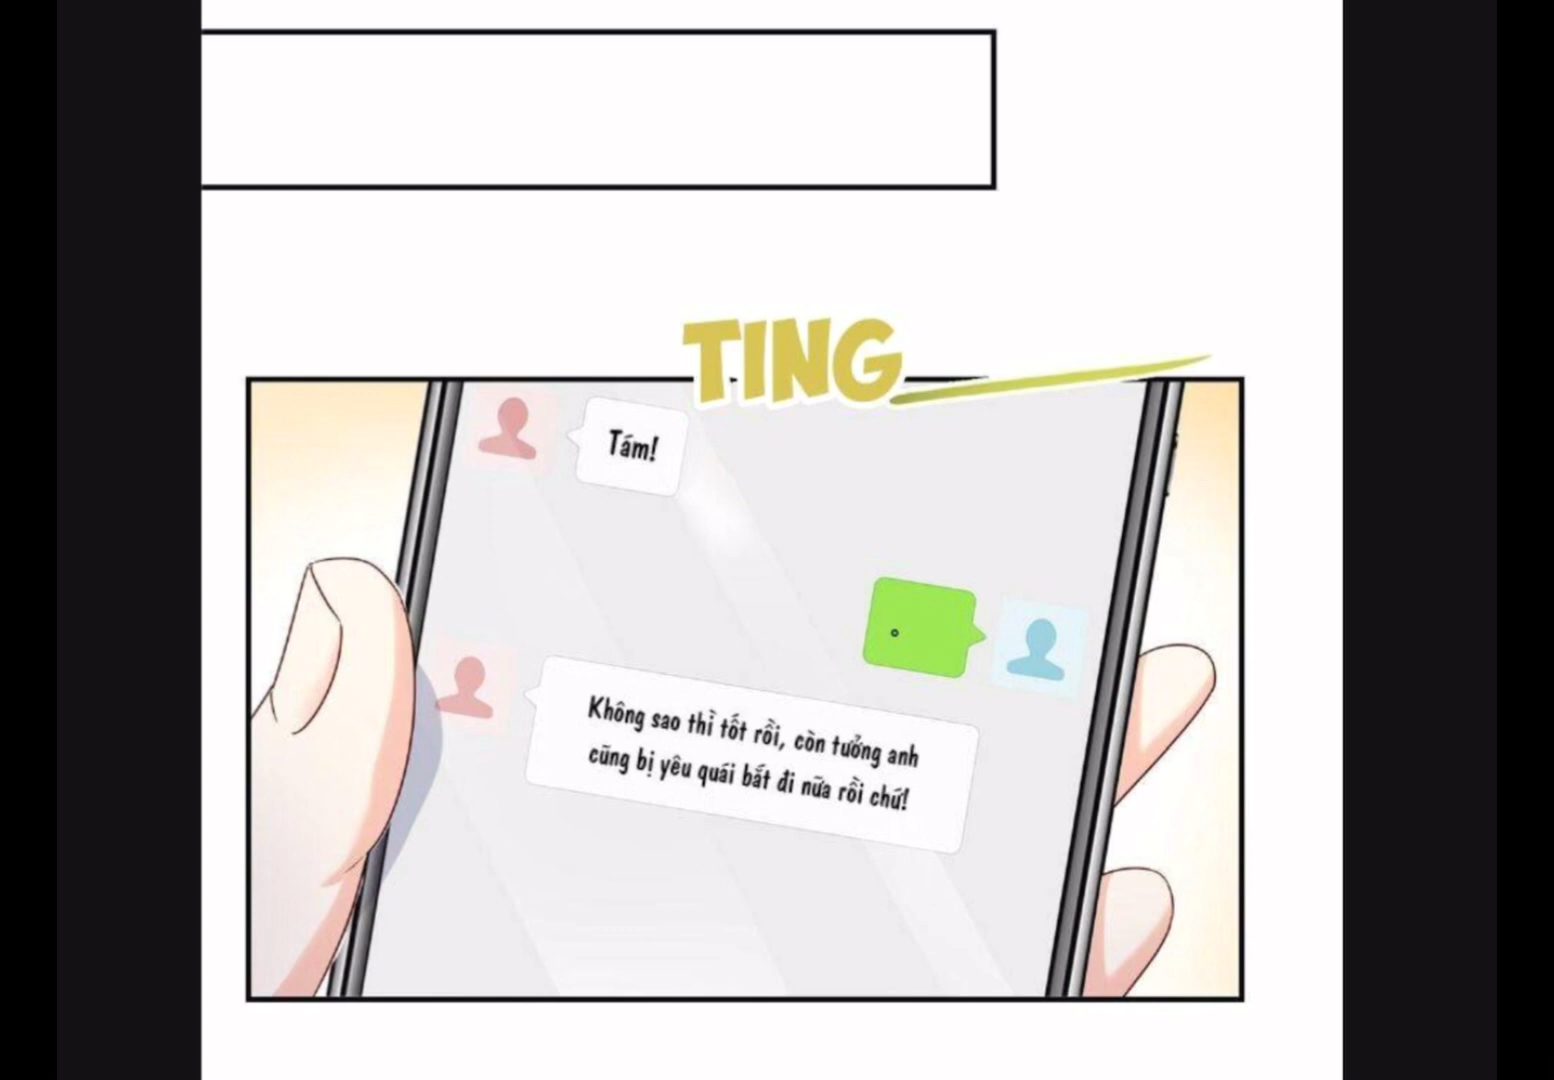 TING
Tám!
。
Không sao thì tốt rồi, còn tưởng anh
cũng bị yêu quái bắt đi nữa rồi chứ!